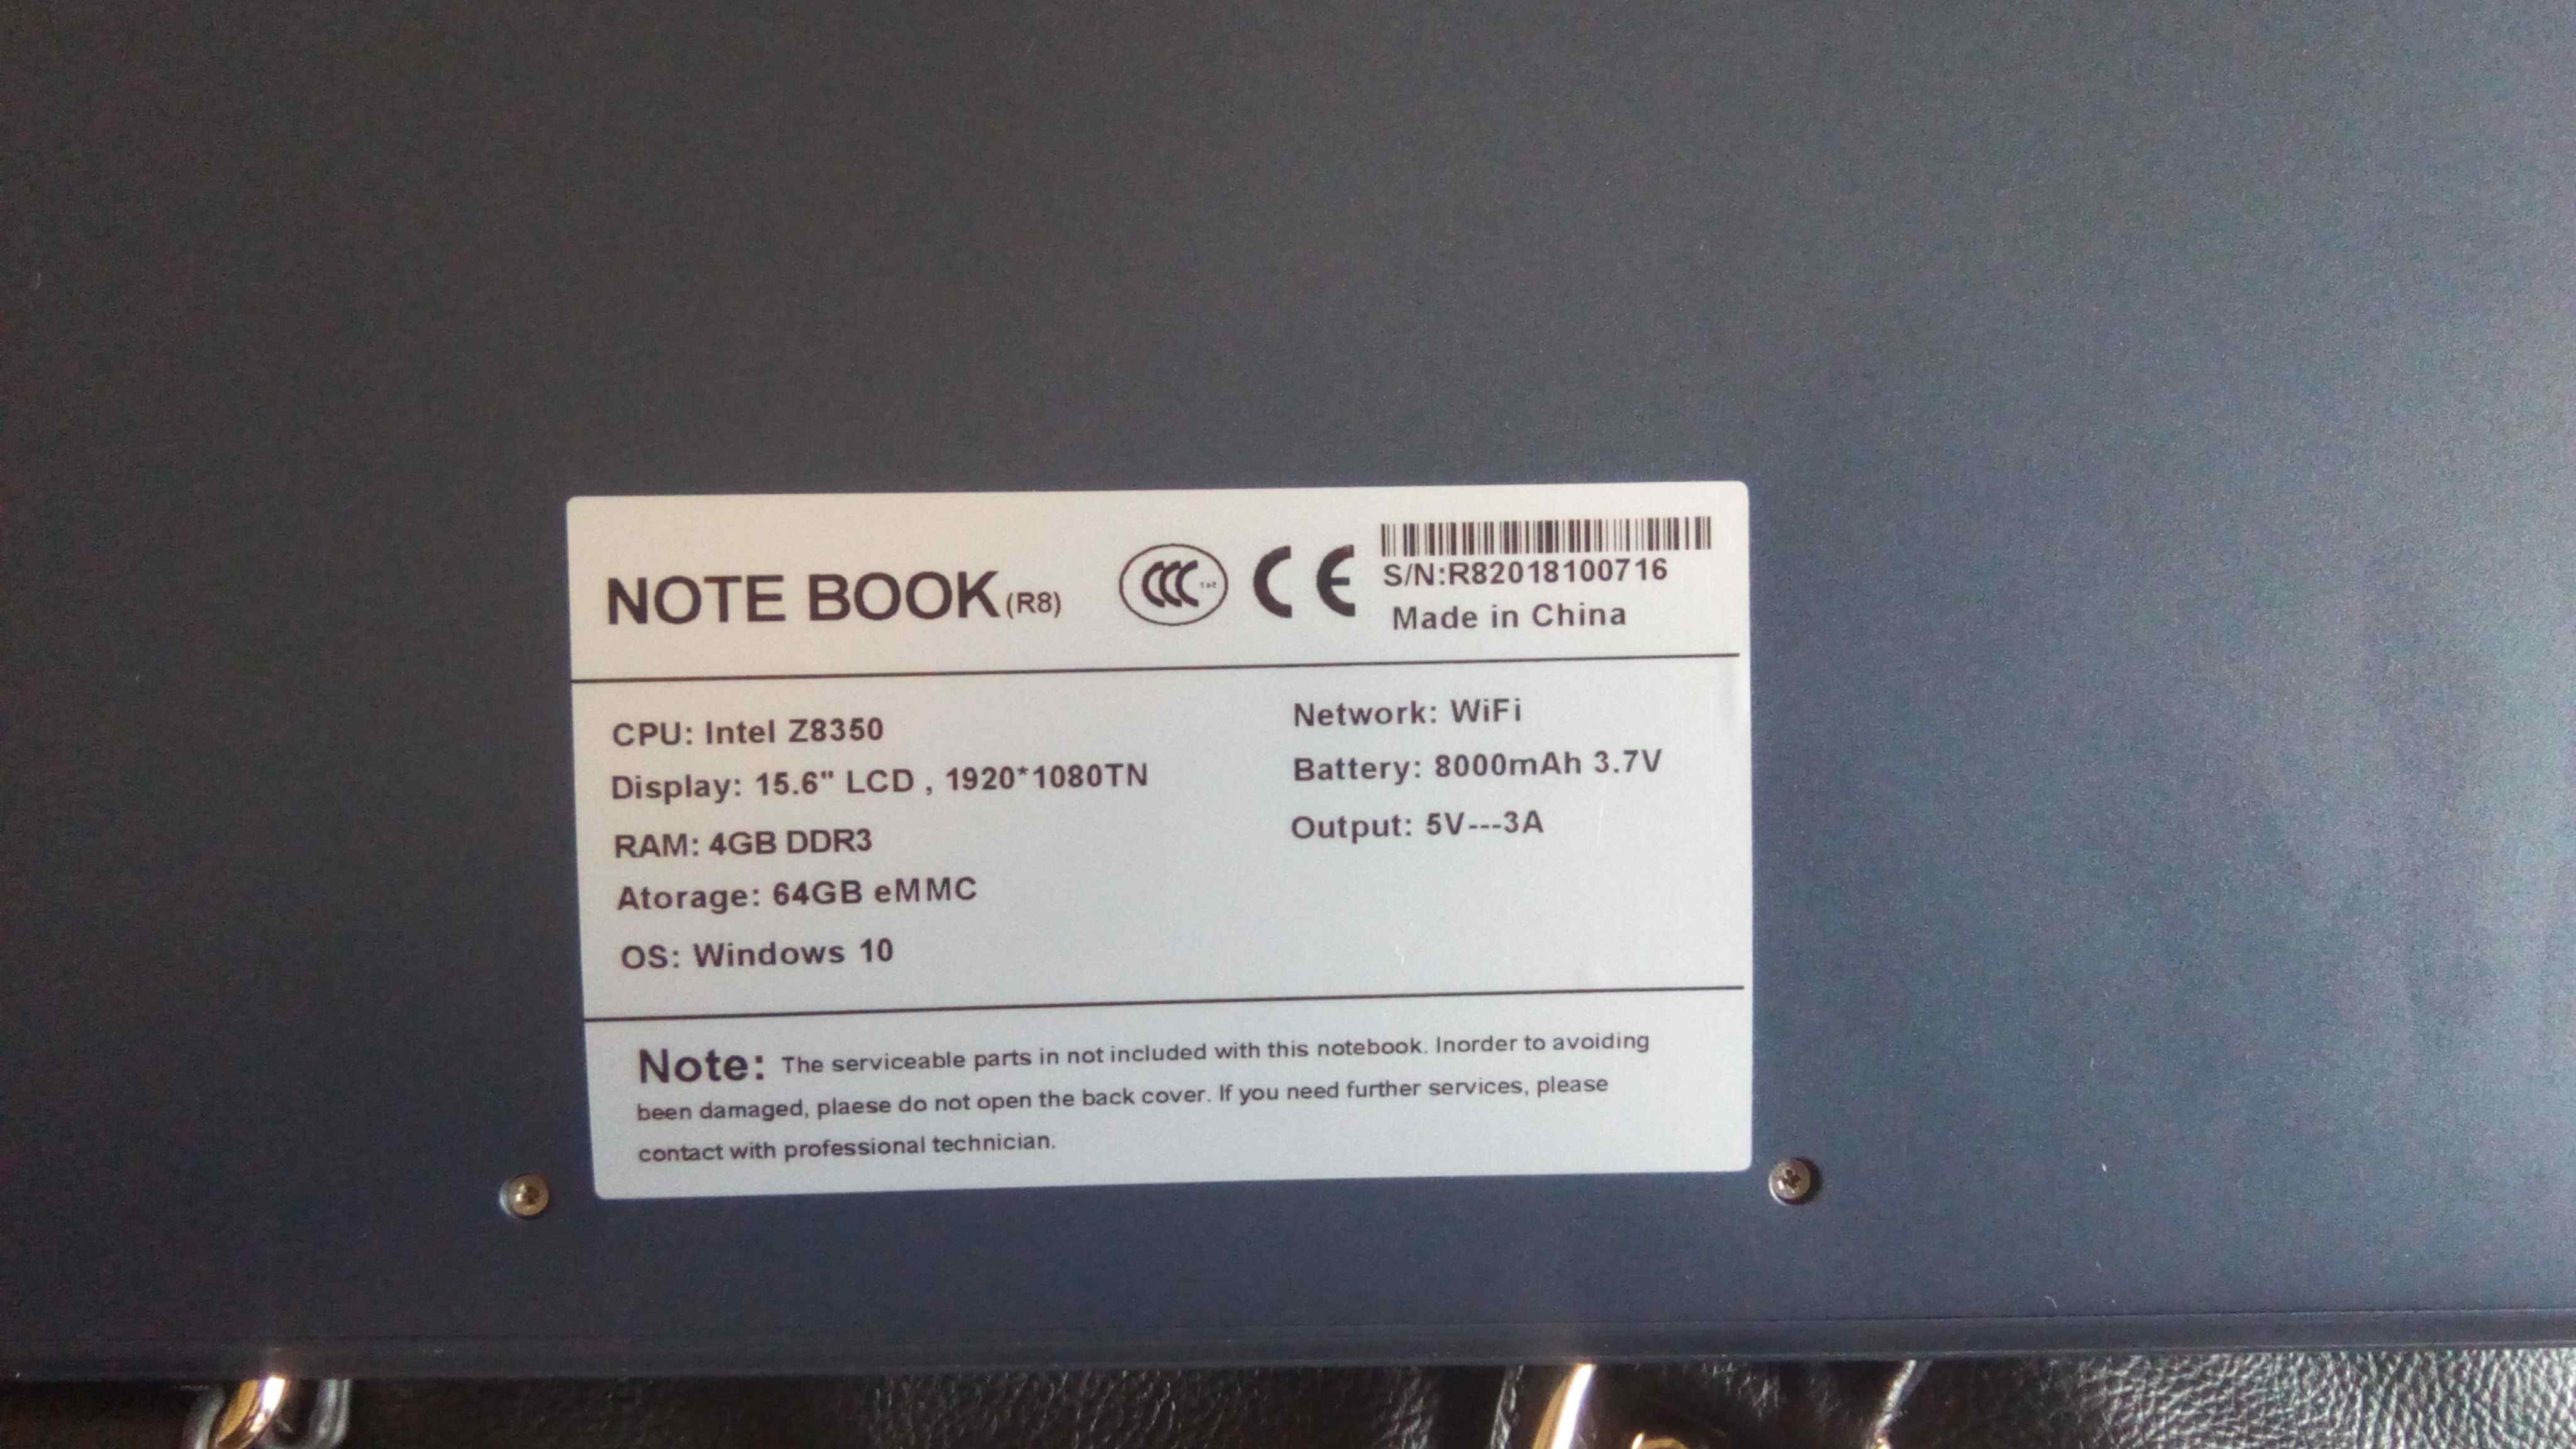 NOTE BOOK (R8)
CCC
CE
S/N:R82018100716
Made in China
CPU: Intel Z8350
Display: 15.6" LCD , 1920*1080TN
RAM: 4GB DDR3
Atorage: 64GB eMMC
OS: Windows 10
Network: WiFi
Battery: 8000mAh 3.7V
Output: 5V---3A
Note: The serviceable parts in not included with this notebook. Inorder to avoiding
been damaged, plaese do not open the back cover. If you need further services, please
contact with professional technician.